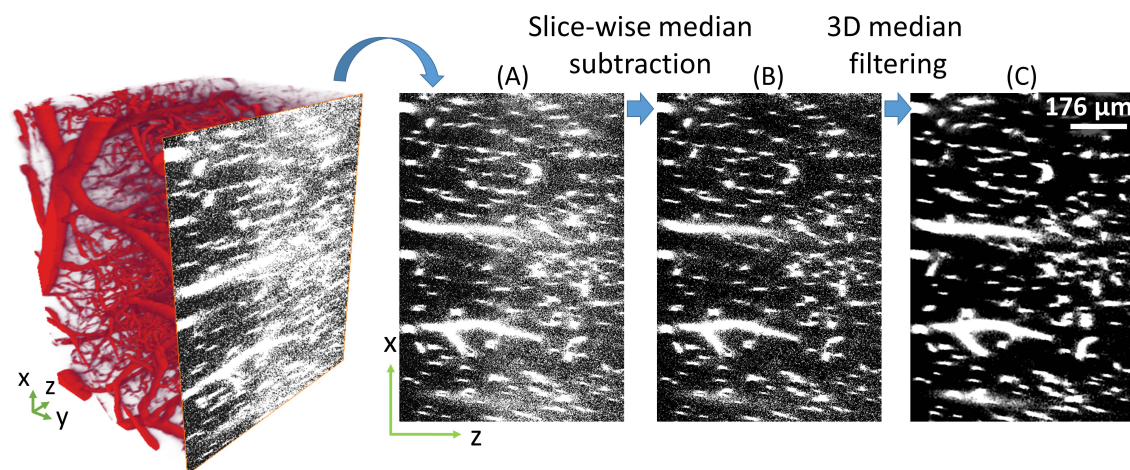 Slice-wise median
subtraction
3D median
filtering
(A)
(B)
(C)
176 µm
x
z
y
x
z